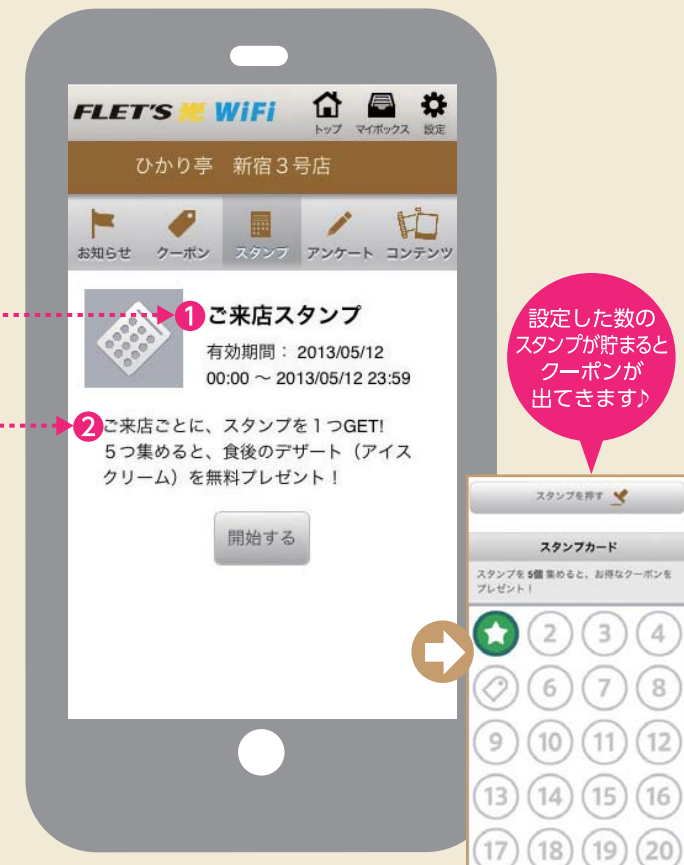 FLET'S 光 WiFi
トップ マイボックス 設定
ひかり亭 新宿3号店
お知らせ クーポン スタンプ アンケート コンテンツ
1 ご来店スタンプ
有効期間： 2013/05/12
00:00 ～ 2013/05/12 23:59
2 ご来店ごとに、スタンプを1つGET!
5つ集めると、食後のデザート（アイス
クリーム）を無料プレゼント！
開始する
設定した数の
スタンプが貯まると
クーポンが
出てきます♪
スタンプを押す
スタンプカード
スタンプを 5個 集めると、お得なクーポンを
プレゼント！
2 3 4
6 7 8
9 10 11 12
13 14 15 16
17 18 19 20